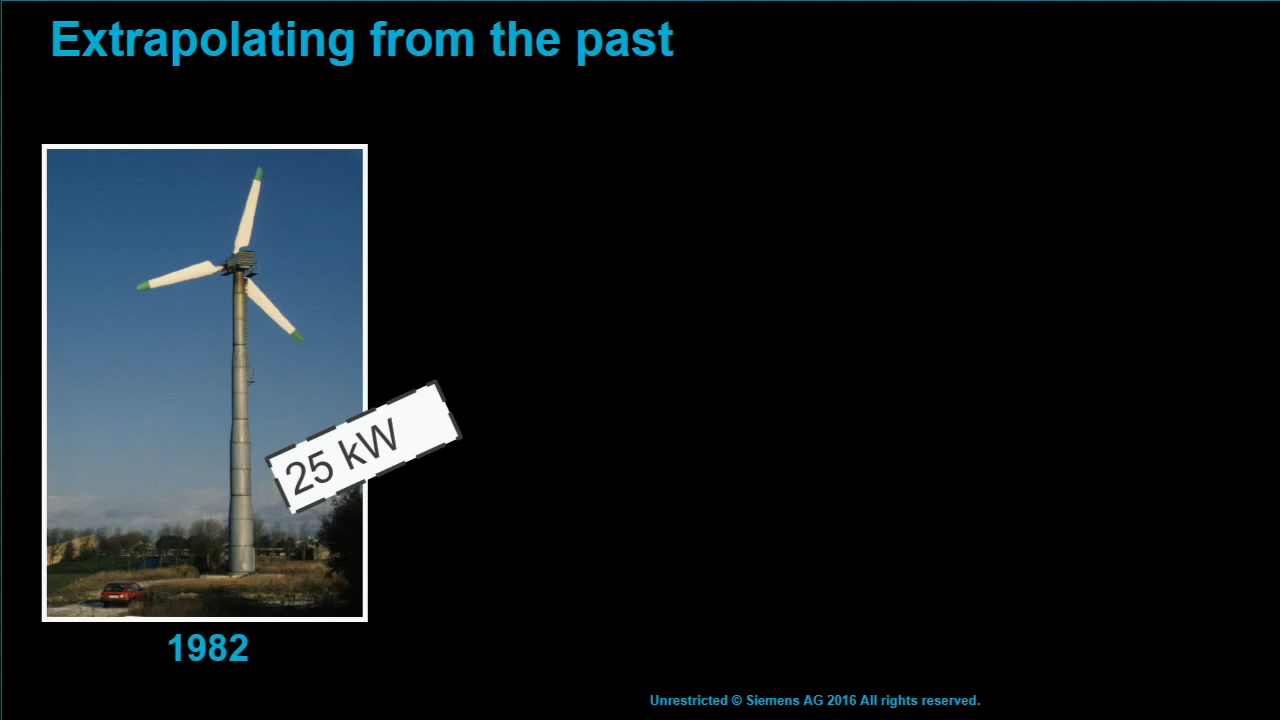 Extrapolating from the past
25 kW
1982
Unrestricted © Siemens AG 2016 All rights reserved.